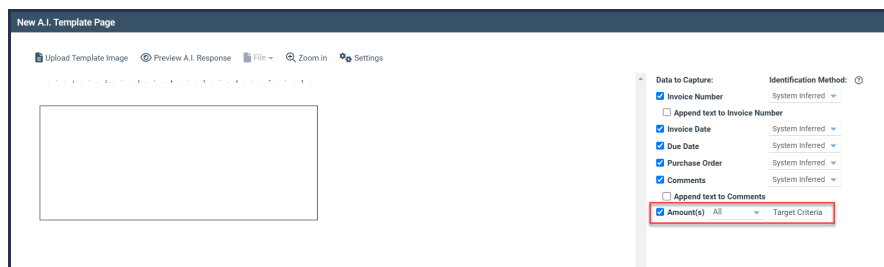 New A.I. Template Page
Upload Template Image Preview A.I. Response File Zoom in Settings
Data to Capture: Identification Method:
Invoice Number System Inferred
Append text to Invoice Number
Invoice Date System Inferred
Due Date System Inferred
Purchase Order System Inferred
Comments System Inferred
Append text to Comments
Amount(s) All Target Criteria